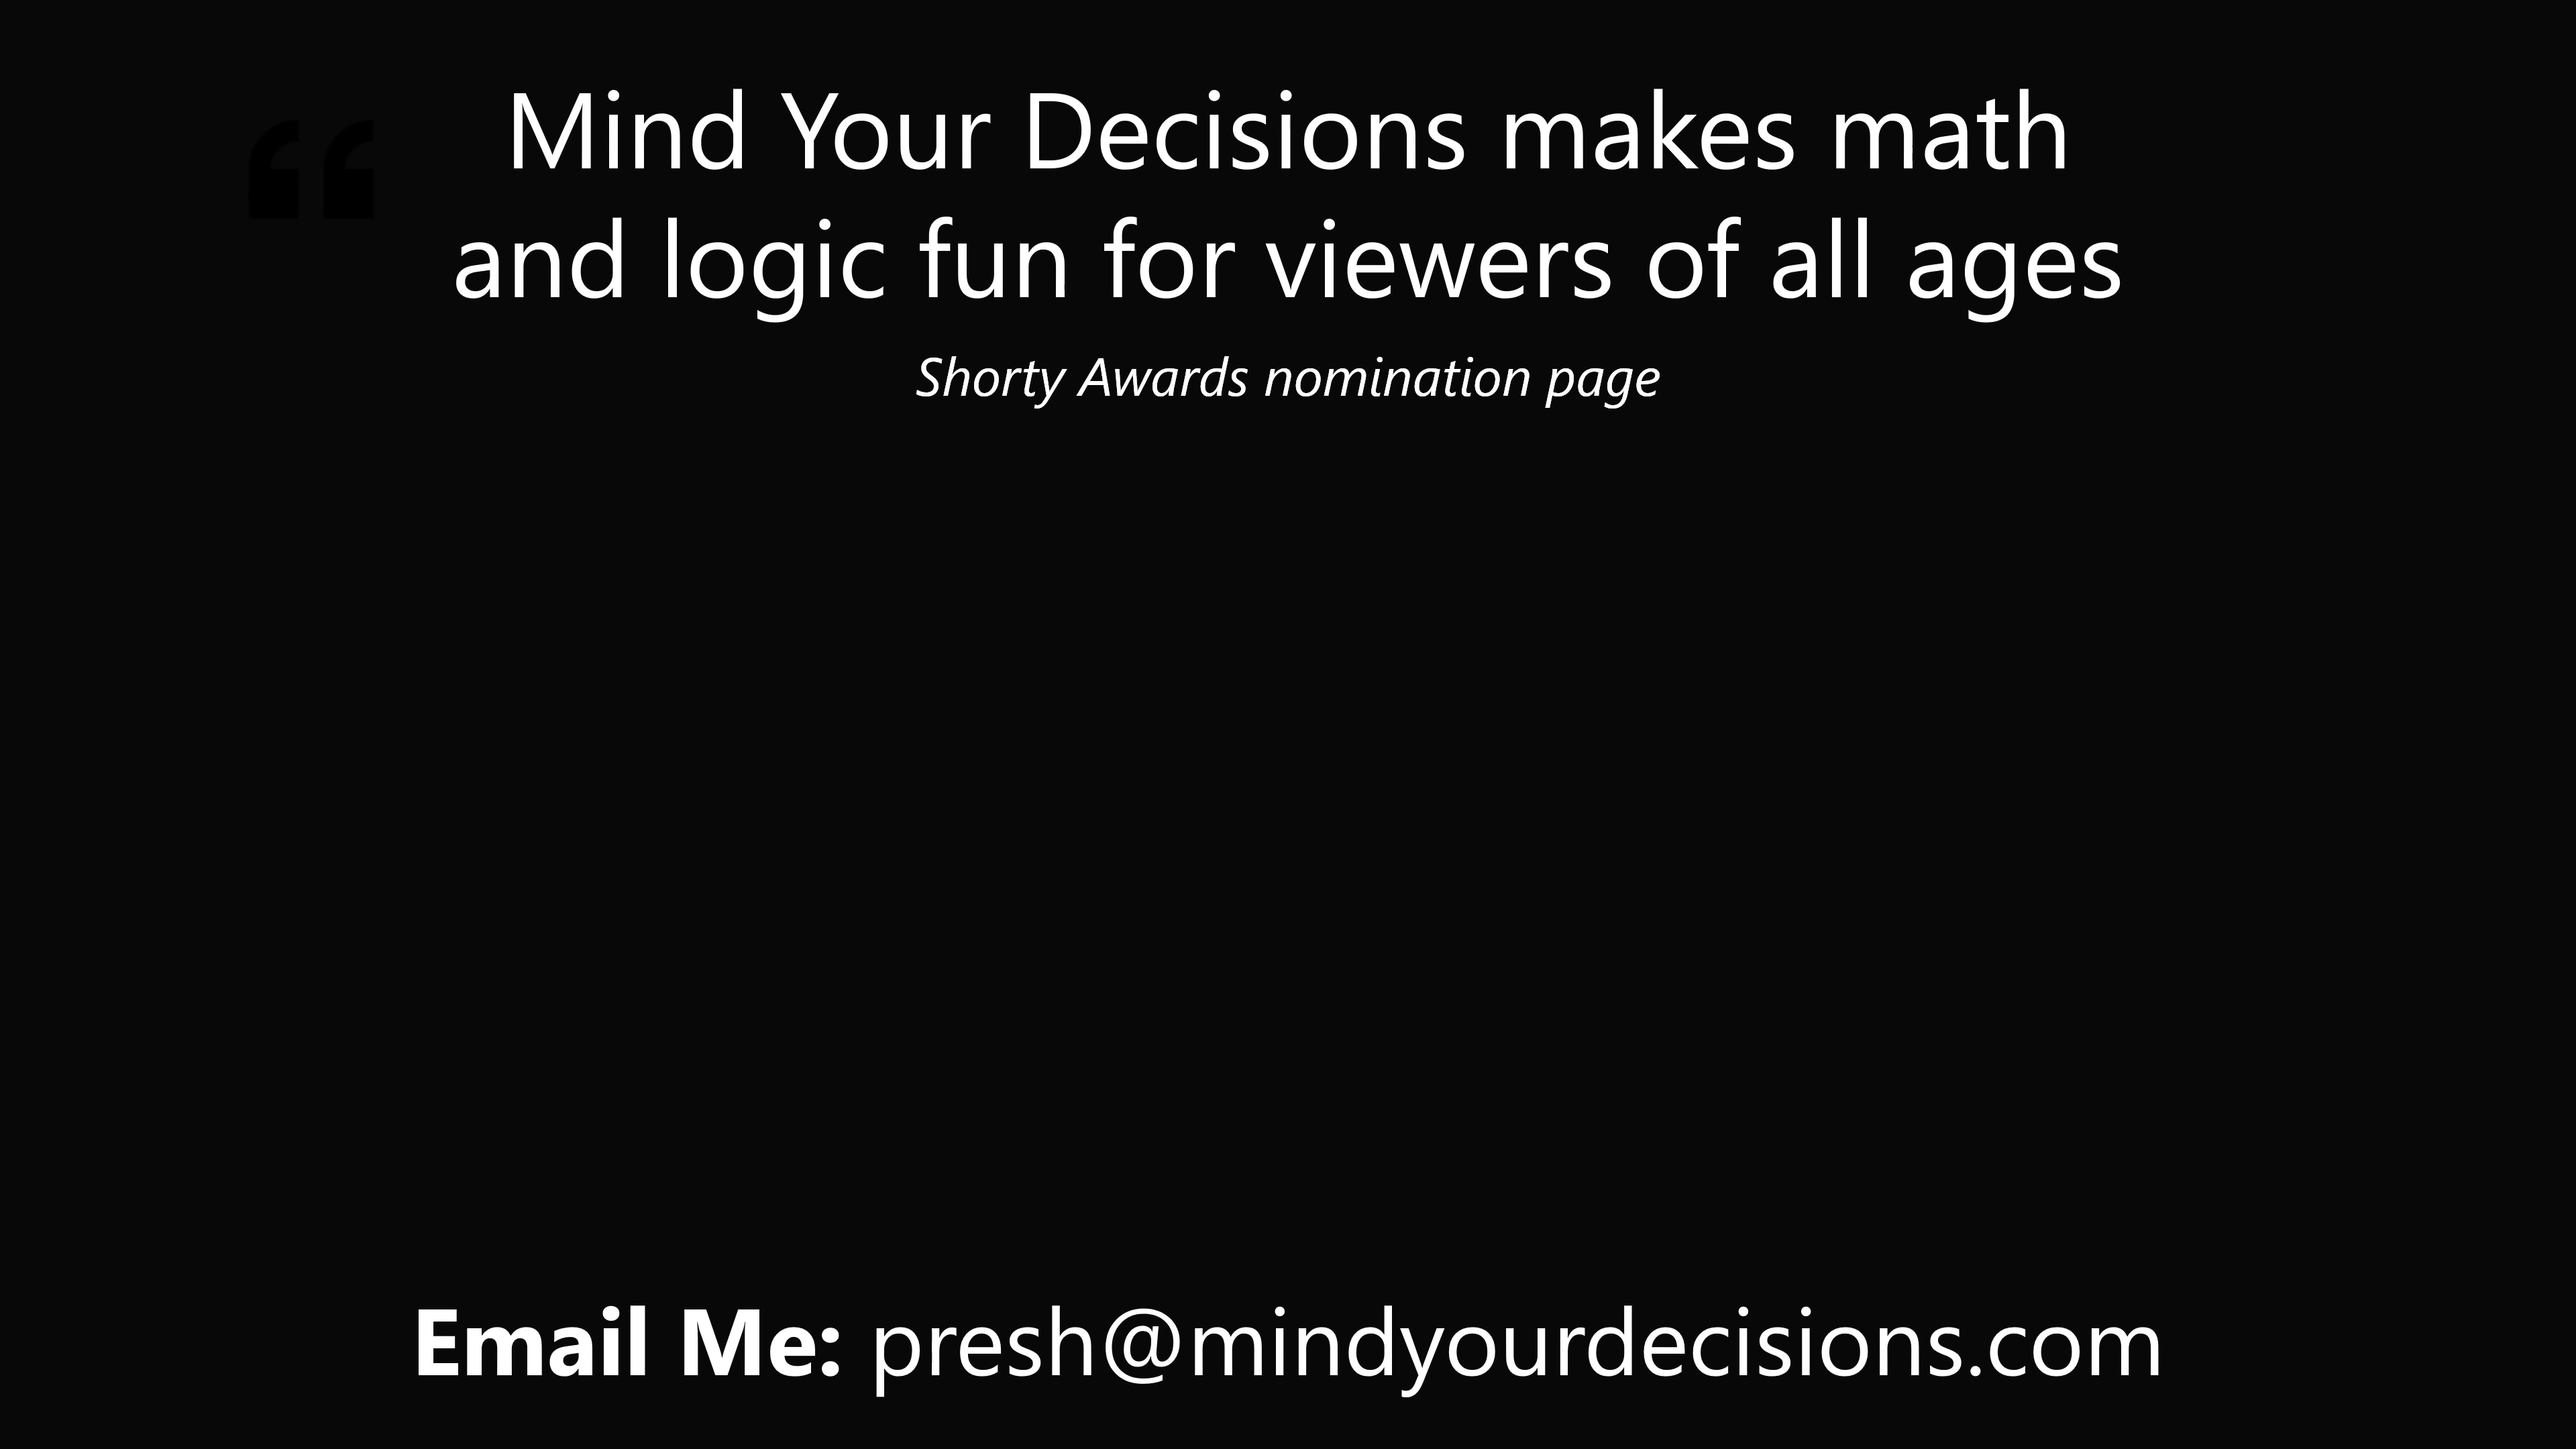 “
Mind Your Decisions makes math
and logic fun for viewers of all ages
Shorty Awards nomination page
Email Me: presh@mindyourdecisions.com